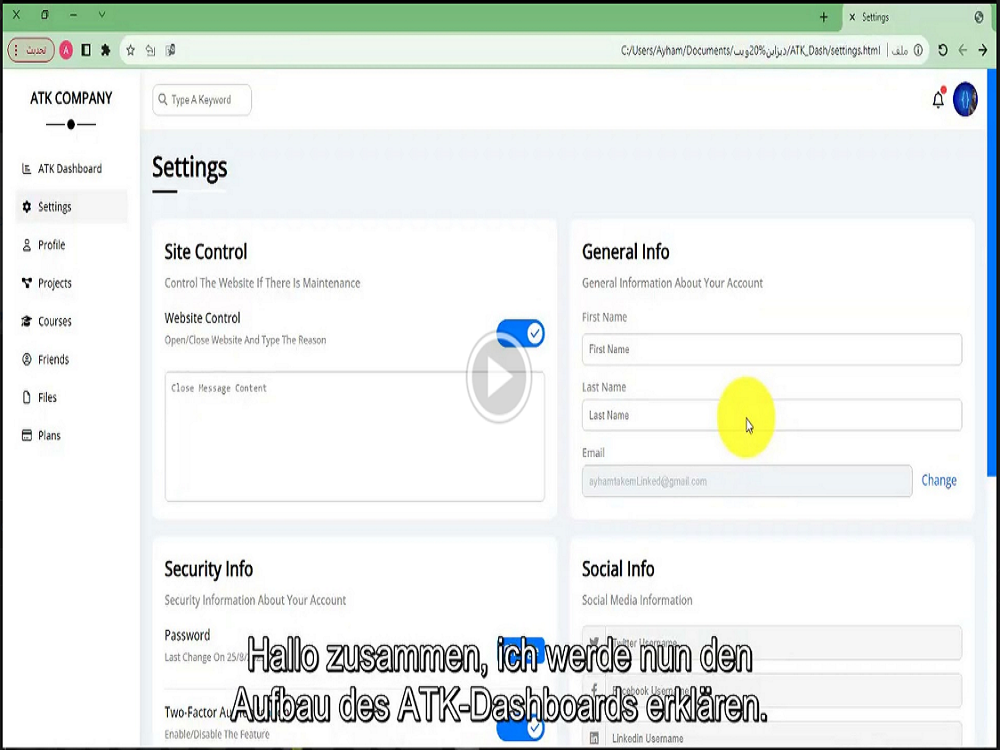 Settings
تحديث
A
C:/Users/Ayham/Documents/ديزاين%20ويب/ATK_Dash/settings.html
ملف
ATK COMPANY
Type A Keyword
ATK Dashboard
Settings
Profile
Projects
Courses
Friends
Files
Plans
Settings
Site Control
Control The Website If There Is Maintenance
Website Control
Open/Close Website And Type The Reason
Close Message Content
General Info
General Information About Your Account
First Name
First Name
Last Name
Last Name
Email
ayhamtakemLinked@gmail.com
Change
Security Info
Security Information About Your Account
Password
Last Change On 25/8/
Two-Factor
Enable/Disable The Feature
Social Info
Social Media Information
Twitter Username
Facebook Username
Linkedin Username
Hallo zusammen, ich werde nun den
Aufbau des ATK-Dashboards erklären.